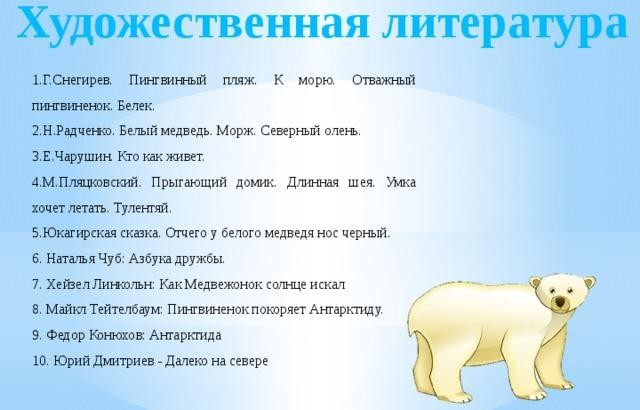 Художественная литература
1.Г.Снегирев. Пингвинный пляж. К морю. Отважный
пингвиненок. Белек.
2.Н.Радченко. Белый медведь. Морж. Северный олень.
3.Е.Чарушин. Кто как живет.
4.М.Пляцковский. Прыгающий домик. Длинная шея. Умка
хочет летать. Тулентяй.
5.Юкагирская сказка. Отчего у белого медведя нос черный.
6. Наталья Чуб: Азбука дружбы.
7. Хейзел Линкольн: Как Медвежонок солнце искал
8. Майкл Тейтелбаум: Пингвиненок покоряет Антарктиду.
9. Федор Конюхов: Антарктида
10. Юрий Дмитриев - Далеко на севере